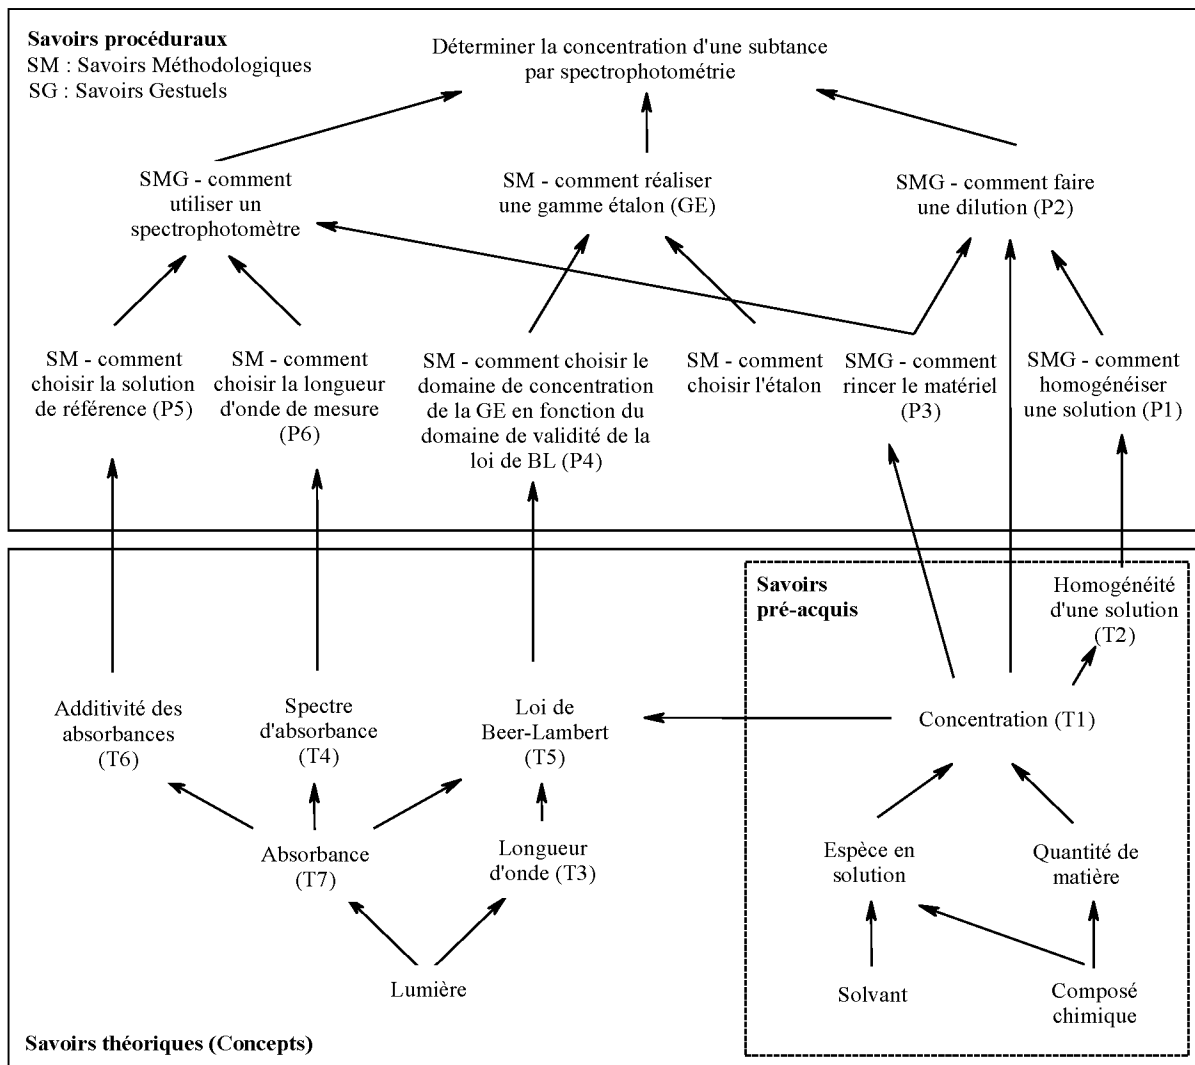 Savoirs procéduraux
SM : Savoirs Méthodologiques
SG : Savoirs Gestuels
Déterminer la concentration d'une subtance
par spectrophotométrie
SMG - comment
utiliser un
spectrophotomètre
SM - comment réaliser
une gamme étalon (GE)
SMG - comment faire
une dilution (P2)
SM - comment
choisir la solution
de référence (P5)
SM - comment
choisir la longueur
d'onde de mesure
(P6)
SM - comment choisir le
domaine de concentration
de la GE en fonction du
domaine de validité de la
loi de BL (P4)
SM - comment
choisir l'étalon
SMG - comment
rincer le matériel
(P3)
SMG - comment
homogénéiser
une solution (P1)
Savoirs
pré-acquis
Homogénéité
d'une solution
(T2)
Additivité des
absorbances
(T6)
Spectre
d'absorbance
(T4)
Loi de
Beer-Lambert
(T5)
Concentration (T1)
Absorbance
(T7)
Longueur
d'onde (T3)
Espèce en
solution
Quantité de
matière
Lumière
Solvant
Composé
chimique
Savoirs théoriques (Concepts)